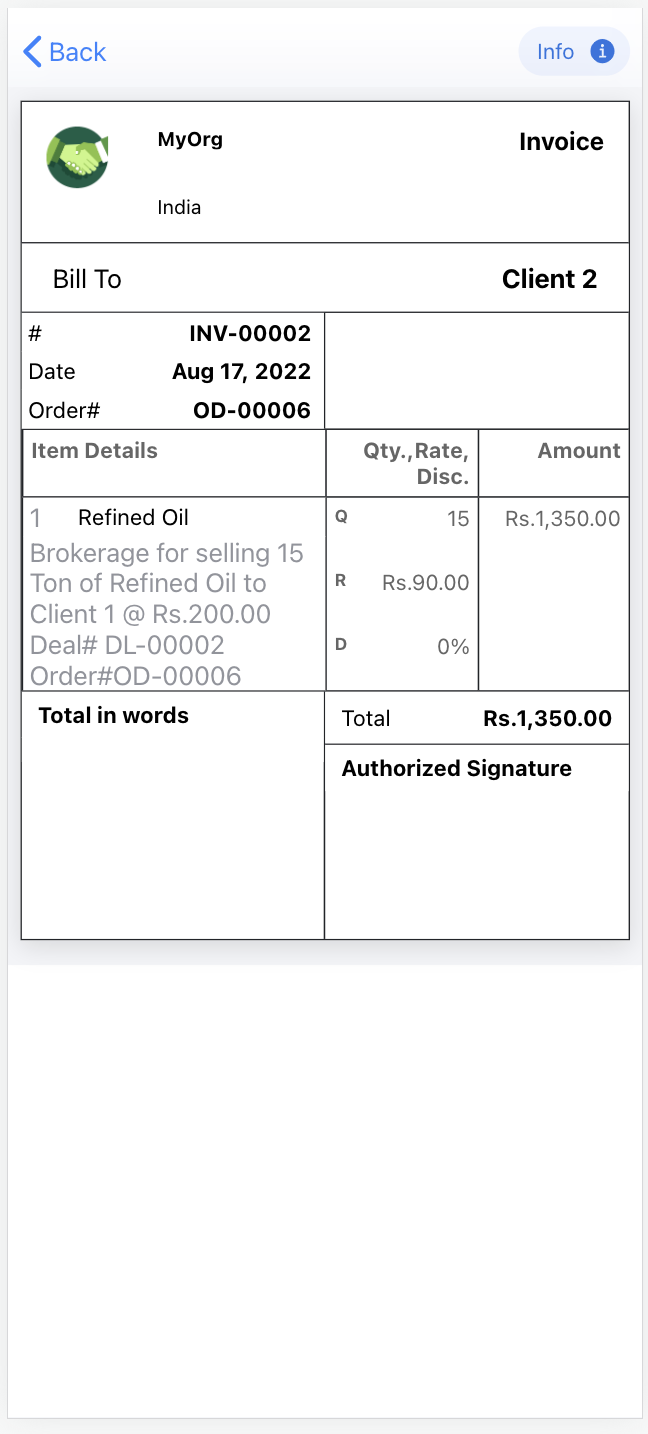 Back
Info
MyOrg
Invoice
India
Bill To
Client 2
# INV-00002
Date Aug 17, 2022
Order# OD-00006
Item Details
Qty.,Rate,
Disc.
Amount
1 Refined Oil
Brokerage for selling 15
Ton of Refined Oil to
Client 1 @ Rs.200.00
Deal# DL-00002
Order#OD-00006
Q 15
R Rs.90.00
D 0%
Rs.1,350.00
Total in words
Total Rs.1,350.00
Authorized Signature